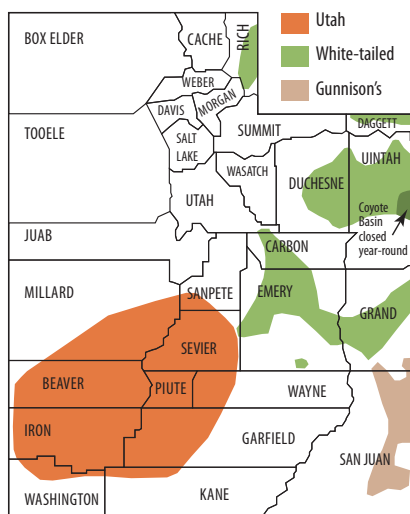 Utah
White-tailed
Gunnison's
BOX ELDER
CACHE
RICH
WEBER
DAVIS
MORGAN
TOOELE
SALT
LAKE
SUMMIT
DAGGETT
UINTAH
WASATCH
DUCHESNE
UTAH
Coyote
Basin
closed
year-round
JUAB
CARBON
MILLARD
SANPETE
EMERY
GRAND
SEVIER
BEAVER
PIUTE
WAYNE
IRON
GARFIELD
SAN JUAN
WASHINGTON
KANE